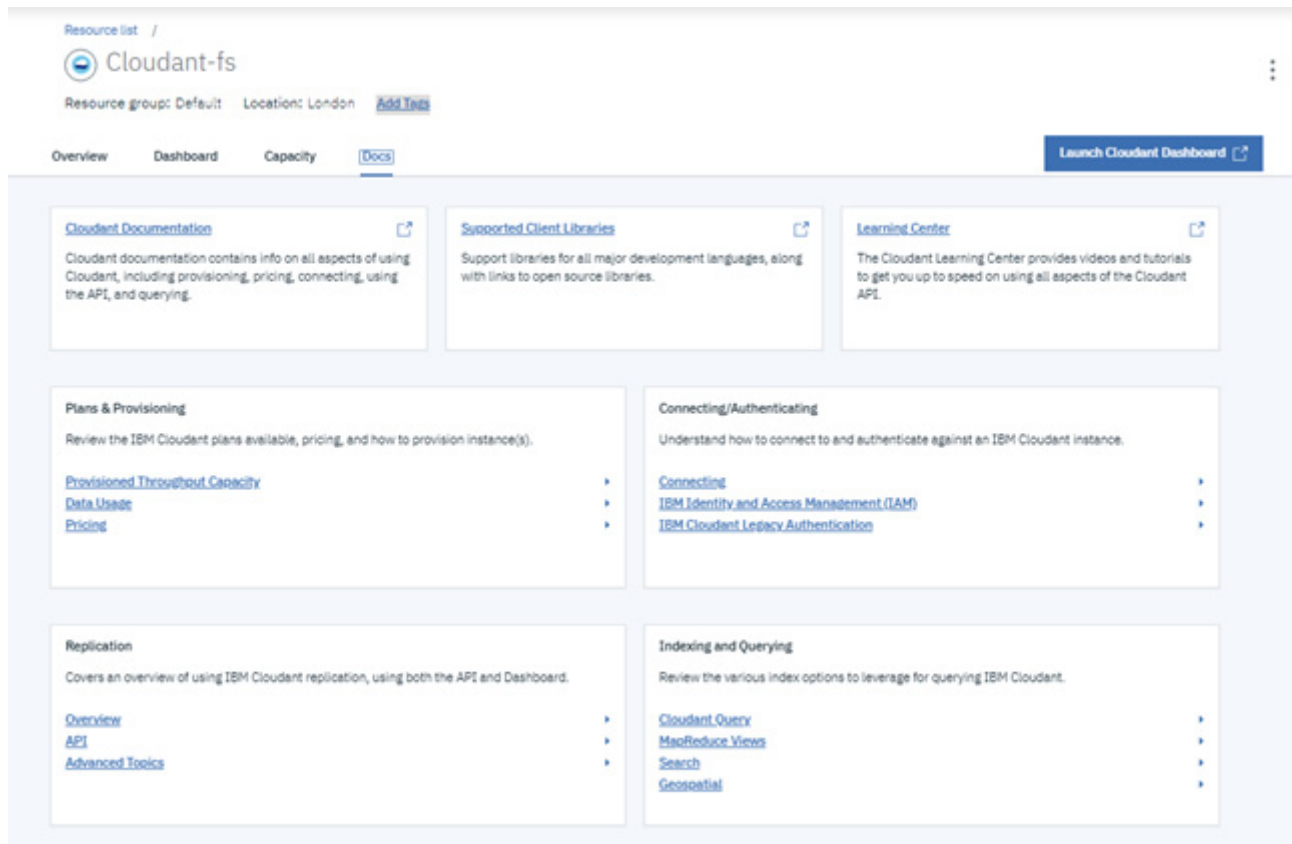 Resource list /
Cloudant-fs
Resource group: Default Location: London Add Tags
Overview Dashboard Capacity Docs
Launch Cloudant Dashboard
Cloudant Documentation
Cloudant documentation contains info on all aspects of using
Cloudant, including provisioning, pricing, connecting, using
the API, and querying.
Supported Client Libraries
Support libraries for all major development languages, along
with links to open source libraries.
Learning Center
The Cloudant Learning Center provides videos and tutorials
to get you up to speed on using all aspects of the Cloudant
API.
Plans & Provisioning
Review the IBM Cloudant plans available, pricing, and how to provision instance(s).
Provisioned Throughput Capacity
Data Usage
Pricing
Connecting/Authenticating
Understand how to connect to and authenticate against an IBM Cloudant instance.
Connecting
IBM Identity and Access Management (IAM)
IBM Cloudant Legacy Authentication
Replication
Covers an overview of using IBM Cloudant replication, using both the API and Dashboard.
Overview
API
Advanced Topics
Indexing and Querying
Review the various index options to leverage for querying IBM Cloudant.
Cloudant Query
MapReduce Views
Search
Geospatial